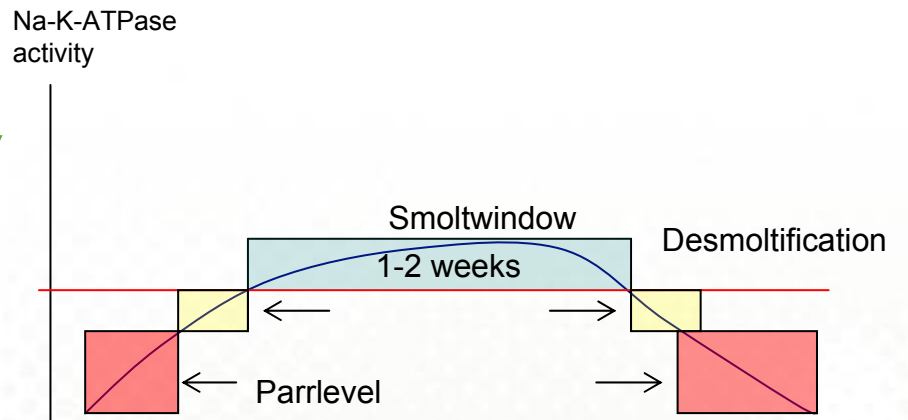 Na-K-ATPase
activity
Smoltwindow
Desmoltification
1-2 weeks
Parrlevel